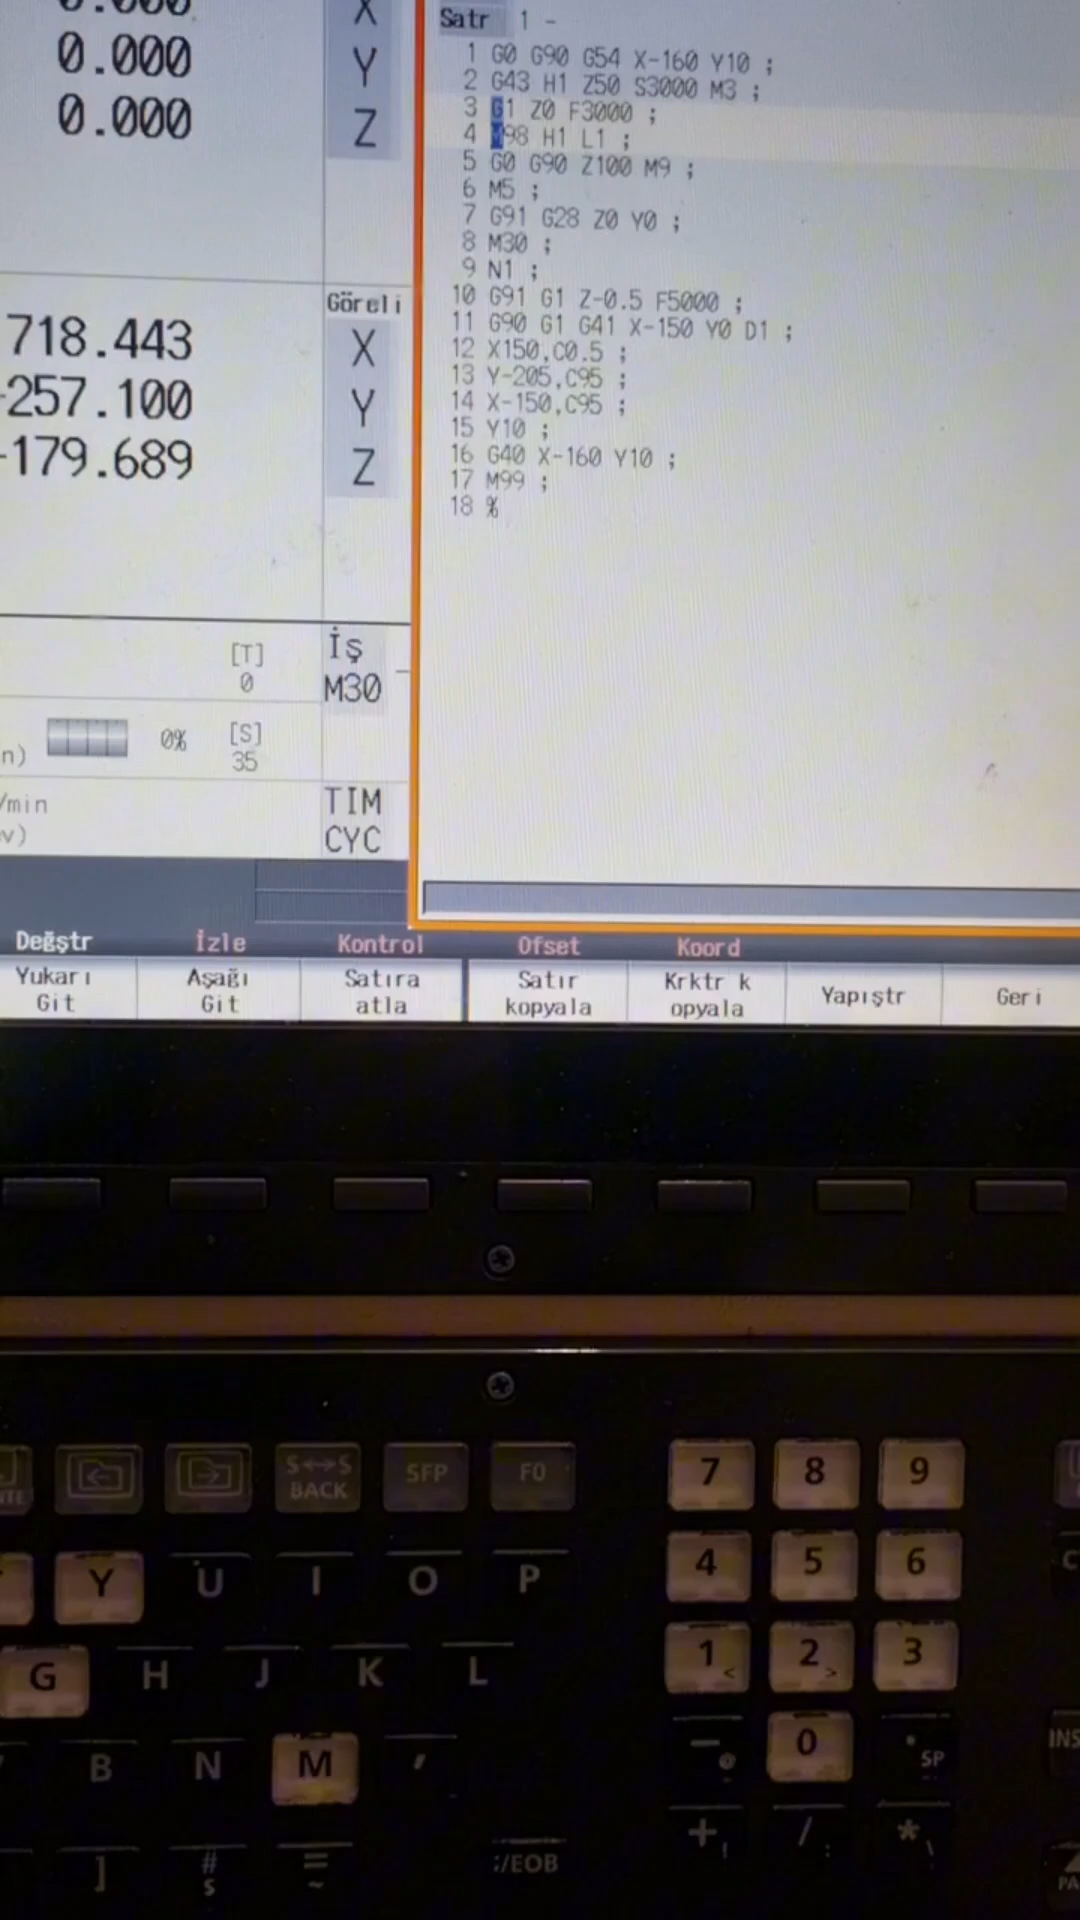 0.000 X
0.000 Y
0.000 Z
Göreli
718.443 X
-257.100 Y
-179.689 Z
[T] İş
0 M30
0% [S]
n) 35
/min TIM
v) CYC
Satr 1 -
1 G0 G90 G54 X-160 Y10 ;
2 G43 H1 Z50 S3000 M3 ;
3 G1 Z0 F3000 ;
4 M98 H1 L1 ;
5 G0 G90 Z100 M9 ;
6 M5 ;
7 G91 G28 Z0 Y0 ;
8 M30 ;
9 N1 ;
10 G91 G1 Z-0.5 F5000 ;
11 G90 G1 G41 X-150 Y0 D1 ;
12 X150,C0.5 ;
13 Y-205,C95 ;
14 X-150,C95 ;
15 Y10 ;
16 G40 X-160 Y10 ;
17 M99 ;
18 %
Değştr İzle Kontrol Ofset Koord
Yukarı Aşağı Satıra Satır Krktr k Yapıştr Geri
Git Git atla kopyala opyala
S↔S BACK SFP F0 7 8 9
Y U I O P 4 5 6
G H J K L 1 < 2 > 3
B N M , - @ 0 . SP INS
] # $ = ~ ;/EOB + ! / : * \ PA